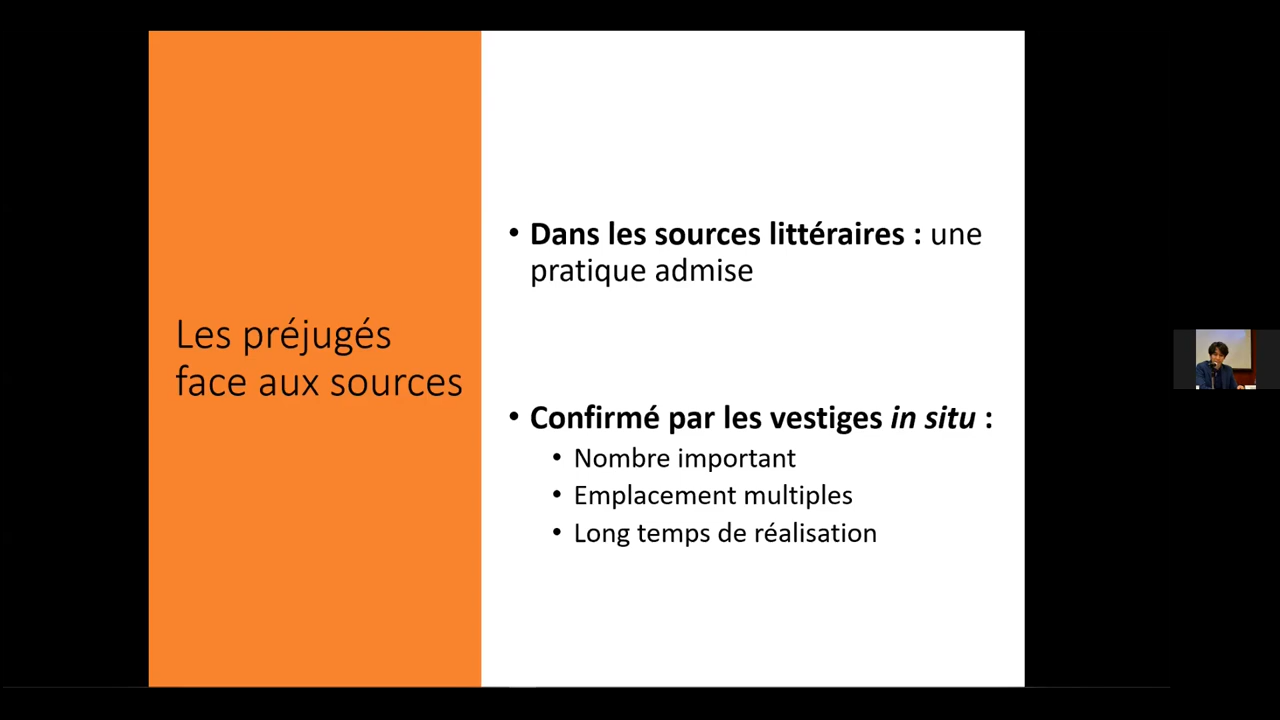 Les préjugés
face aux sources
• Dans les sources littéraires : une
pratique admise
• Confirmé par les vestiges in situ :
• Nombre important
• Emplacement multiples
• Long temps de réalisation